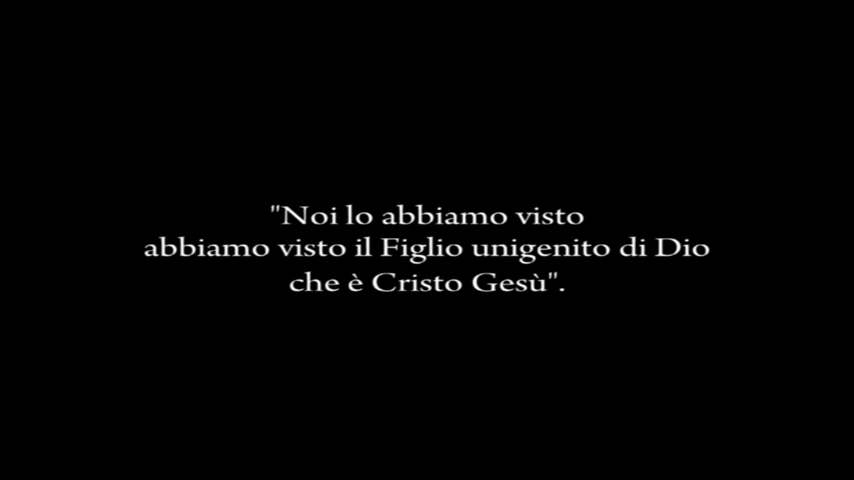 "Noi lo abbiamo visto
abbiamo visto il Figlio unigenito di Dio
che è Cristo Gesù".